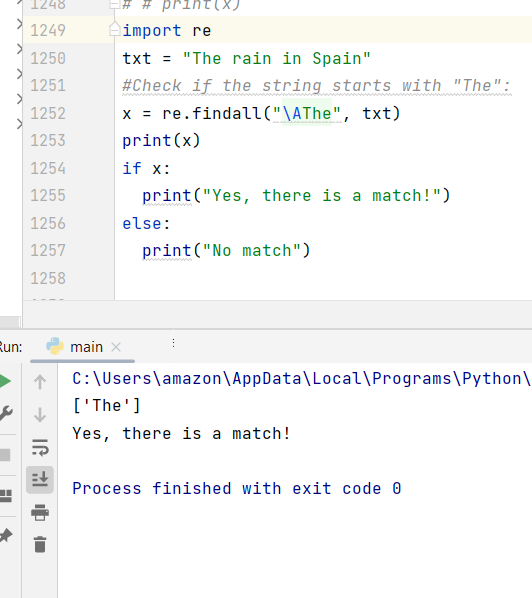 1248 # # print(x)
1249 import re
1250 txt = "The rain in Spain"
1251 #Check if the string starts with "The":
1252 x = re.findall("\AThe", txt)
1253 print(x)
1254 if x:
1255   print("Yes, there is a match!")
1256 else:
1257   print("No match")
1258
Run: main
C:\Users\amazon\AppData\Local\Programs\Python\
['The']
Yes, there is a match!
Process finished with exit code 0